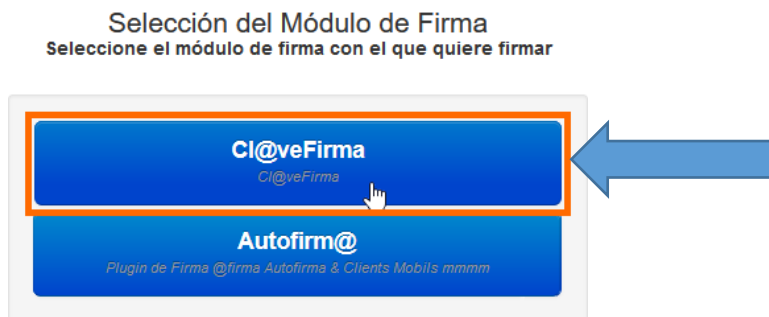 Selección del Módulo de Firma
Seleccione el módulo de firma con el que quiere firmar
Cl@veFirma
Cl@veFirma
Autofirm@
Plugin de Firma @firma Autofirma & Clients Mobils mmmm